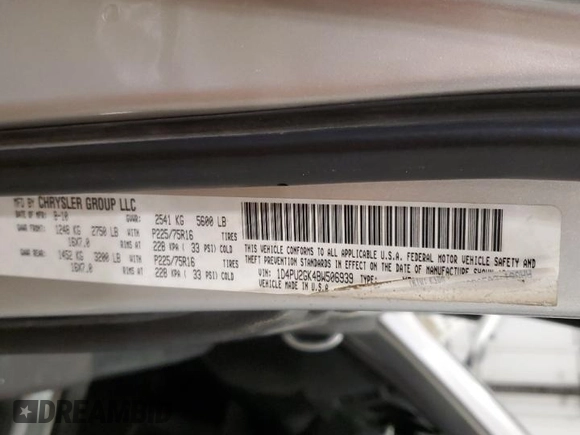 MFD BY CHRYSLER GROUP LLC
DATE OF MFR 9-10 GVWR: 2541 KG 5600 LB
GAWR FRONT: 1248 KG 2750 LB WITH P225/75R16 TIRES
16X7.0 RIMS AT 228 KPA ( 33 PSI) COLD
GAWR REAR: 1452 KG 3200 LB WITH P225/75R16 TIRES
16X7.0 RIMS AT 228 KPA ( 33 PSI) COLD
THIS VEHICLE CONFORMS TO ALL APPLICABLE U.S.A. FEDERAL MOTOR VEHICLE SAFETY AND
THEFT PREVENTION STANDARDS IN EFFECT ON THE DATE OF MANUFACTURE SHOWN
VIN: 1D4PU2GK4BW506939 TYPE:
VEHICLE MADE IN U.S.A.
DREAMBID